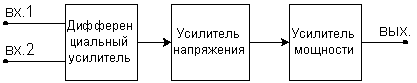 вх.1
вх.2
Дифферен
циальный
усилитель
Усилитель
напряжения
Усилитель
мощности
вых.